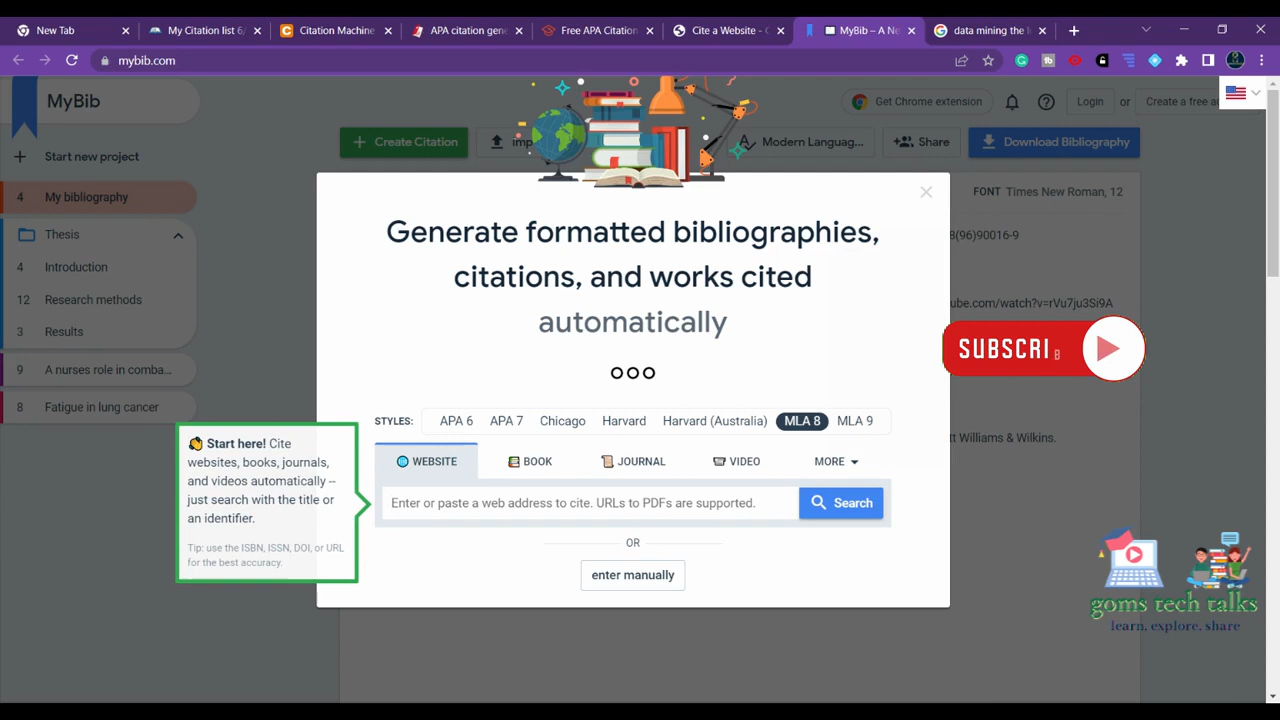 New Tab
My Citation list 6/
Citation Machine
APA citation gene
Free APA Citation
Cite a Website - C
MyBib – A Ne
data mining the l
mybib.com
MyBib
Get Chrome extension
Login
or
Create a free a
Start new project
Create Citation
imp
Modern Languag...
Share
Download Bibliography
4 My bibliography
FONT Times New Roman, 12
Thesis
4 Introduction
12 Research methods
3 Results
9 A nurses role in comba...
8 Fatigue in lung cancer
8(96)90016-9
ube.com/watch?v=rVu7ju3Si9A
tt Williams & Wilkins.
Generate formatted bibliographies,
citations, and works cited
automatically
SUBSCRI B
STYLES: APA 6 APA 7 Chicago Harvard Harvard (Australia) MLA 8 MLA 9
Start here! Cite
websites, books, journals,
and videos automatically --
just search with the title or
an identifier.
Tip: use the ISBN, ISSN, DOI, or URL
for the best accuracy.
WEBSITE BOOK JOURNAL VIDEO MORE
Enter or paste a web address to cite. URLs to PDFs are supported.
Search
OR
enter manually
goms tech talks
learn, explore. share